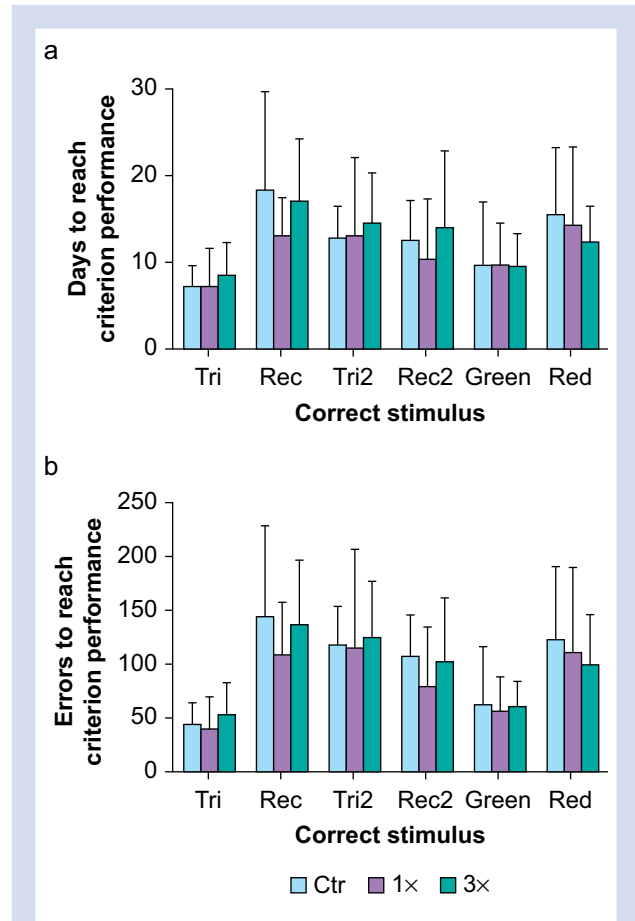 a
Days to reach
criterion performance
30
20
10
0
Tri Rec Tri2 Rec2 Green Red
Correct stimulus
b
Errors to reach
criterion performance
250
200
150
100
50
0
Tri Rec Tri2 Rec2 Green Red
Correct stimulus
Ctr 1× 3×